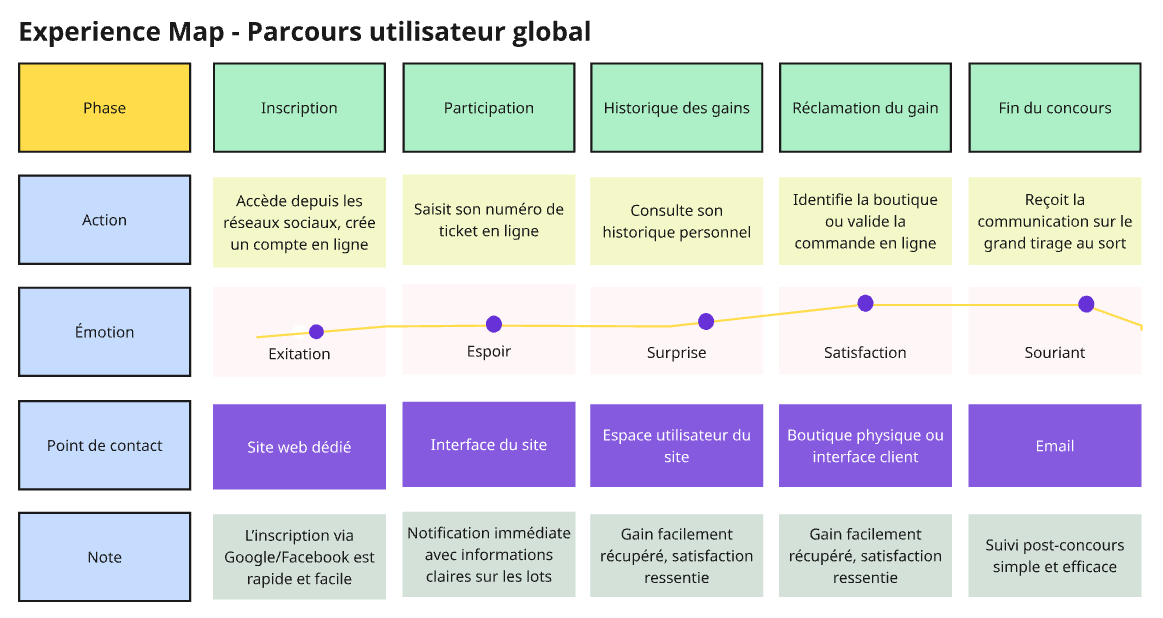 Experience Map - Parcours utilisateur global
Phase
Inscription
Participation
Historique des gains
Réclamation du gain
Fin du concours
Action
Accède depuis les
réseaux sociaux, crée
un compte en ligne
Saisit son numéro de
ticket en ligne
Consulte son
historique personnel
Identifie la boutique
ou valide la
commande en ligne
Reçoit la
communication sur le
grand tirage au sort
Émotion
Exitation
Espoir
Surprise
Satisfaction
Souriant
Point de contact
Site web dédié
Interface du site
Espace utilisateur du
site
Boutique physique ou
interface client
Email
Note
L’inscription via
Google/Facebook est
rapide et facile
Notification immédiate
avec informations
claires sur les lots
Gain facilement
récupéré, satisfaction
ressentie
Gain facilement
récupéré, satisfaction
ressentie
Suivi post-concours
simple et efficace